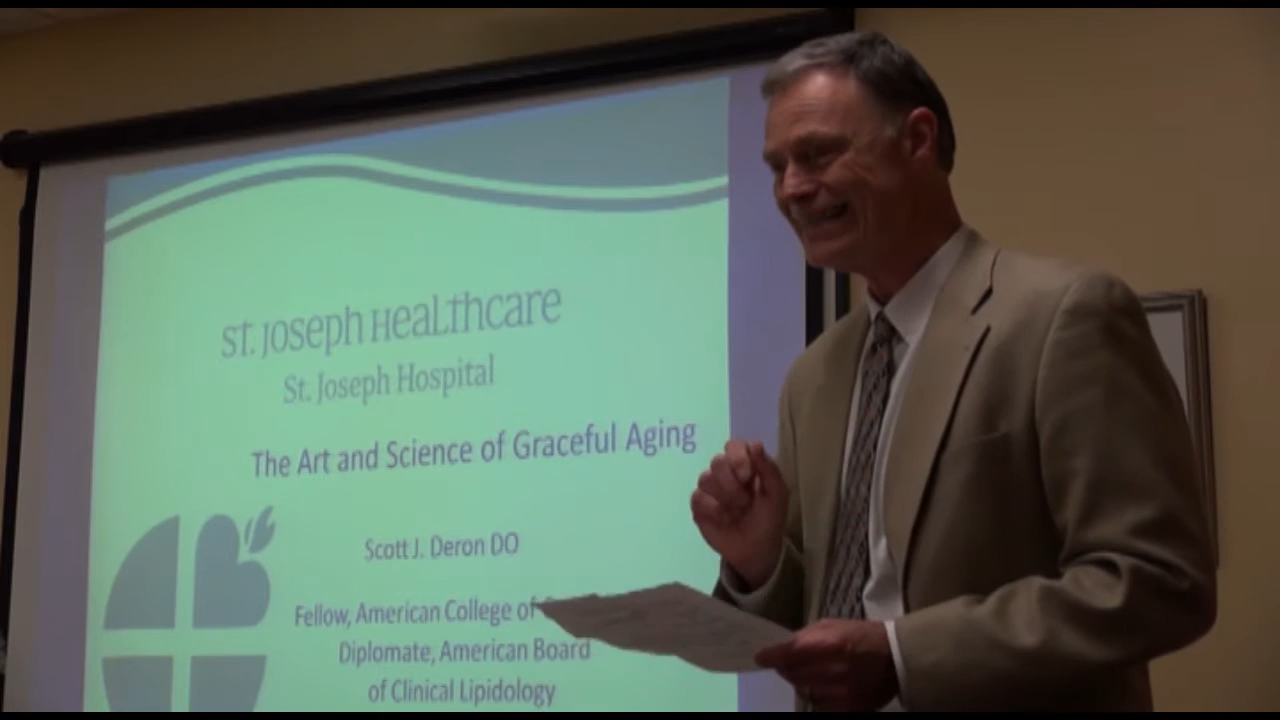 St. Joseph Healthcare
St. Joseph Hospital
The Art and Science of Graceful Aging
Scott J. Deron DO
Fellow, American College of
Diplomate, American Board
of Clinical Lipidology